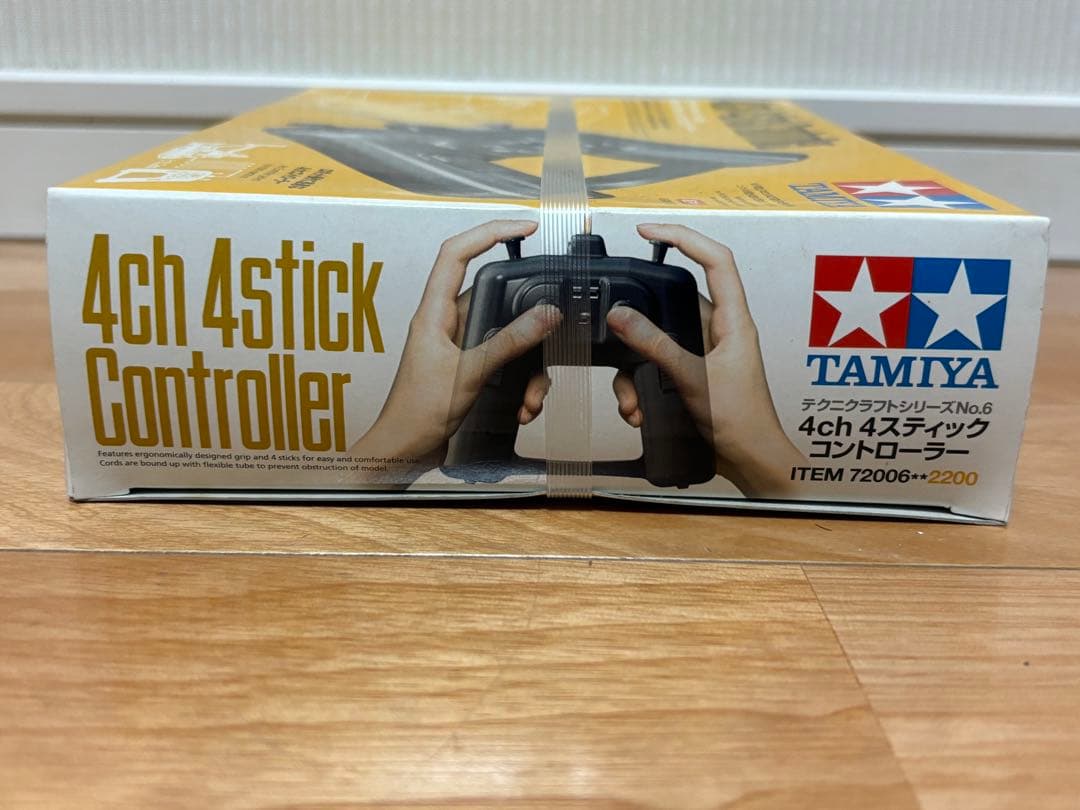 TAMIYA
4ch 4stick
Controller
Features ergonomically designed grip and 4 sticks for easy and comfortable use.
Cords are bound up with flexible tube to prevent obstruction of model.
TAMIYA
テクニクラフトシリーズNo.6
4ch 4スティック
コントローラー
ITEM 72006**2200